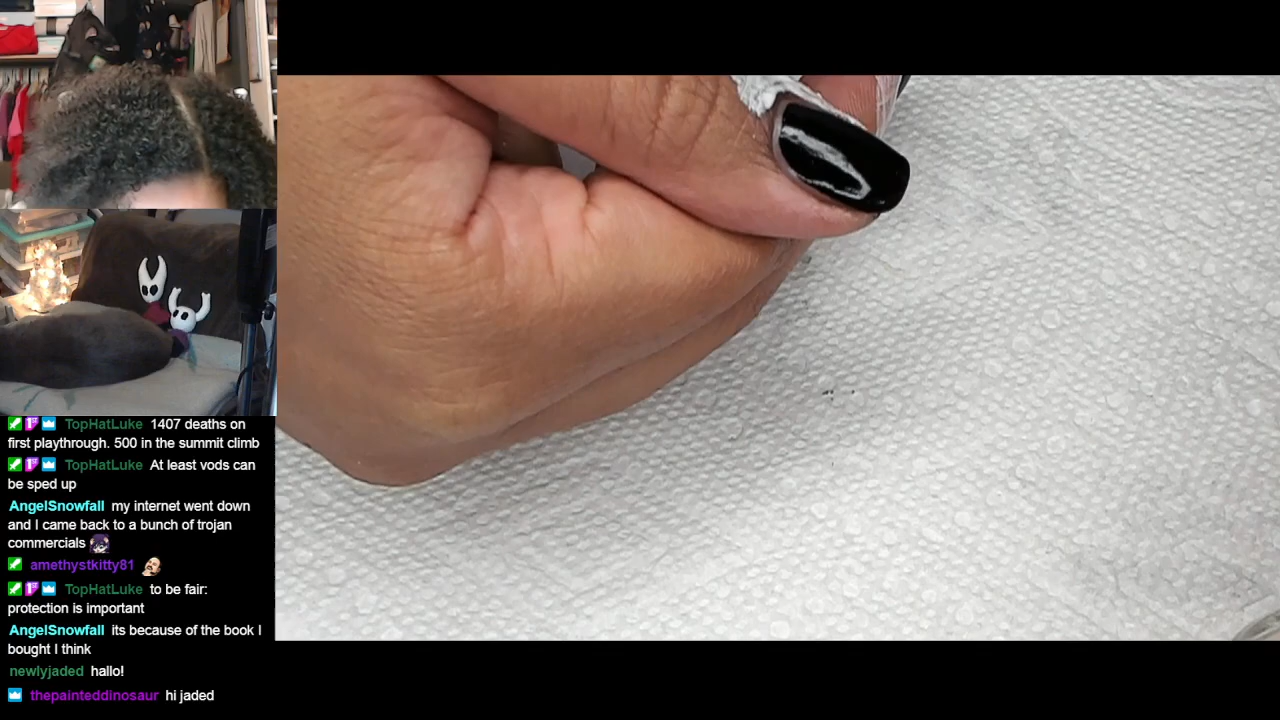 TopHatLuke 1407 deaths on
first playthrough. 500 in the summit climb
TopHatLuke At least vods can
be sped up
AngelSnowfall my internet went down
and I came back to a bunch of trojan
commercials
amethystkitty81
TopHatLuke to be fair:
protection is important
AngelSnowfall its because of the book I
bought I think
newlyjaded hallo!
thepainteddinosaur hi jaded